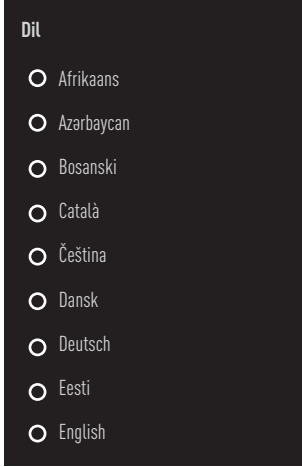 Dil
Afrikaans
Azərbaycan
Bosanski
Català
Čeština
Dansk
Deutsch
Eesti
English